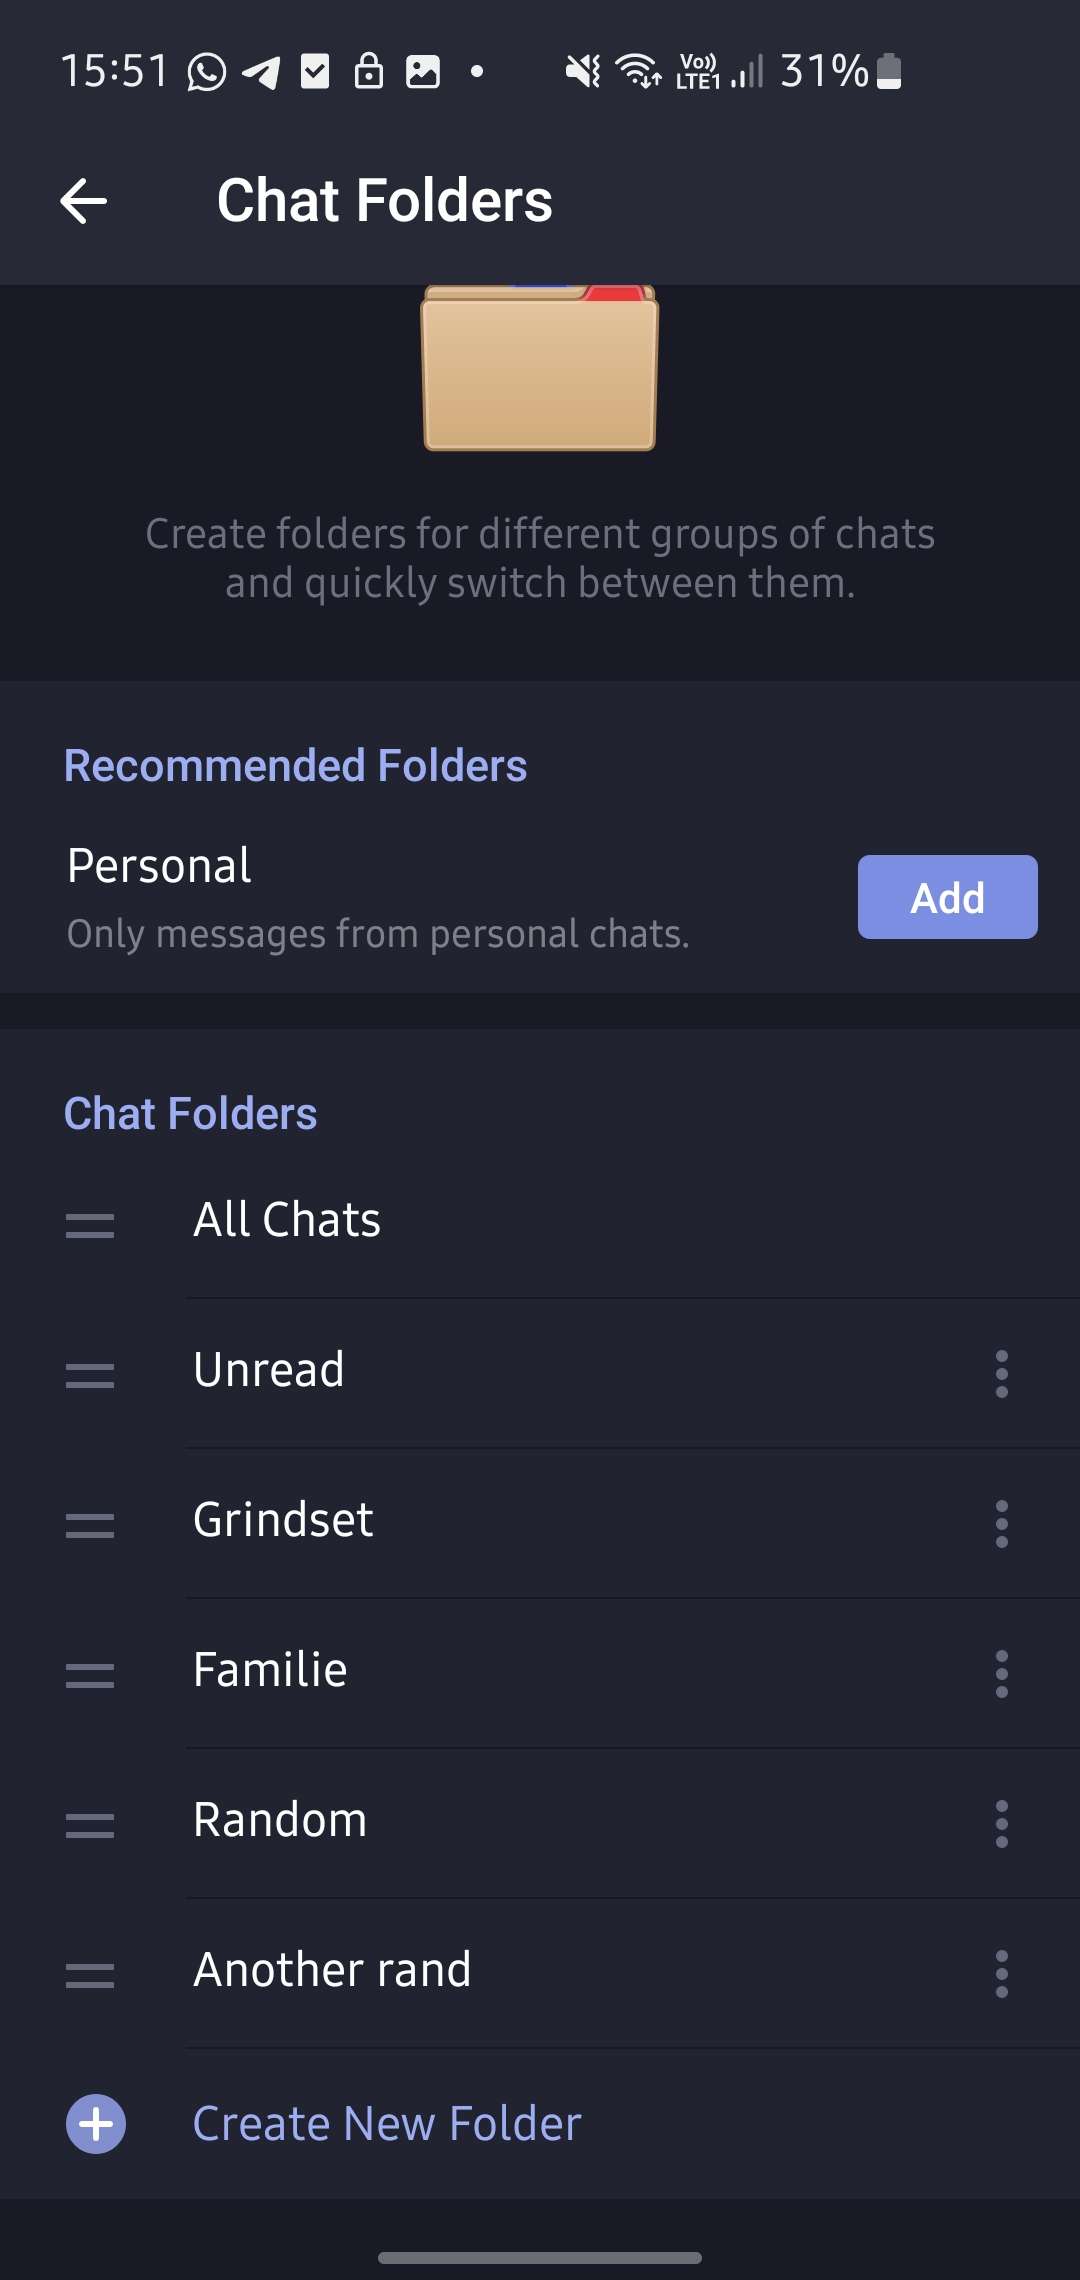 15:51 Vo)) LTE1 31%
Chat Folders
Create folders for different groups of chats
and quickly switch between them.
Recommended Folders
Personal
Add
Only messages from personal chats.
Chat Folders
All Chats
Unread
Grindset
Familie
Random
Another rand
Create New Folder